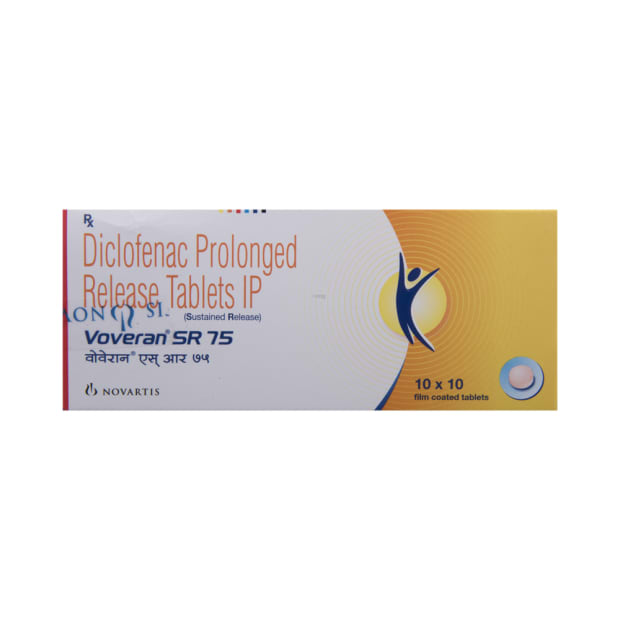 Rx
Diclofenac Prolonged
Release Tablets IP
(Sustained Release)
Voveran® SR 75
वोवेरान® एस् आर ७५
NOVARTIS
10 x 10
film coated tablets